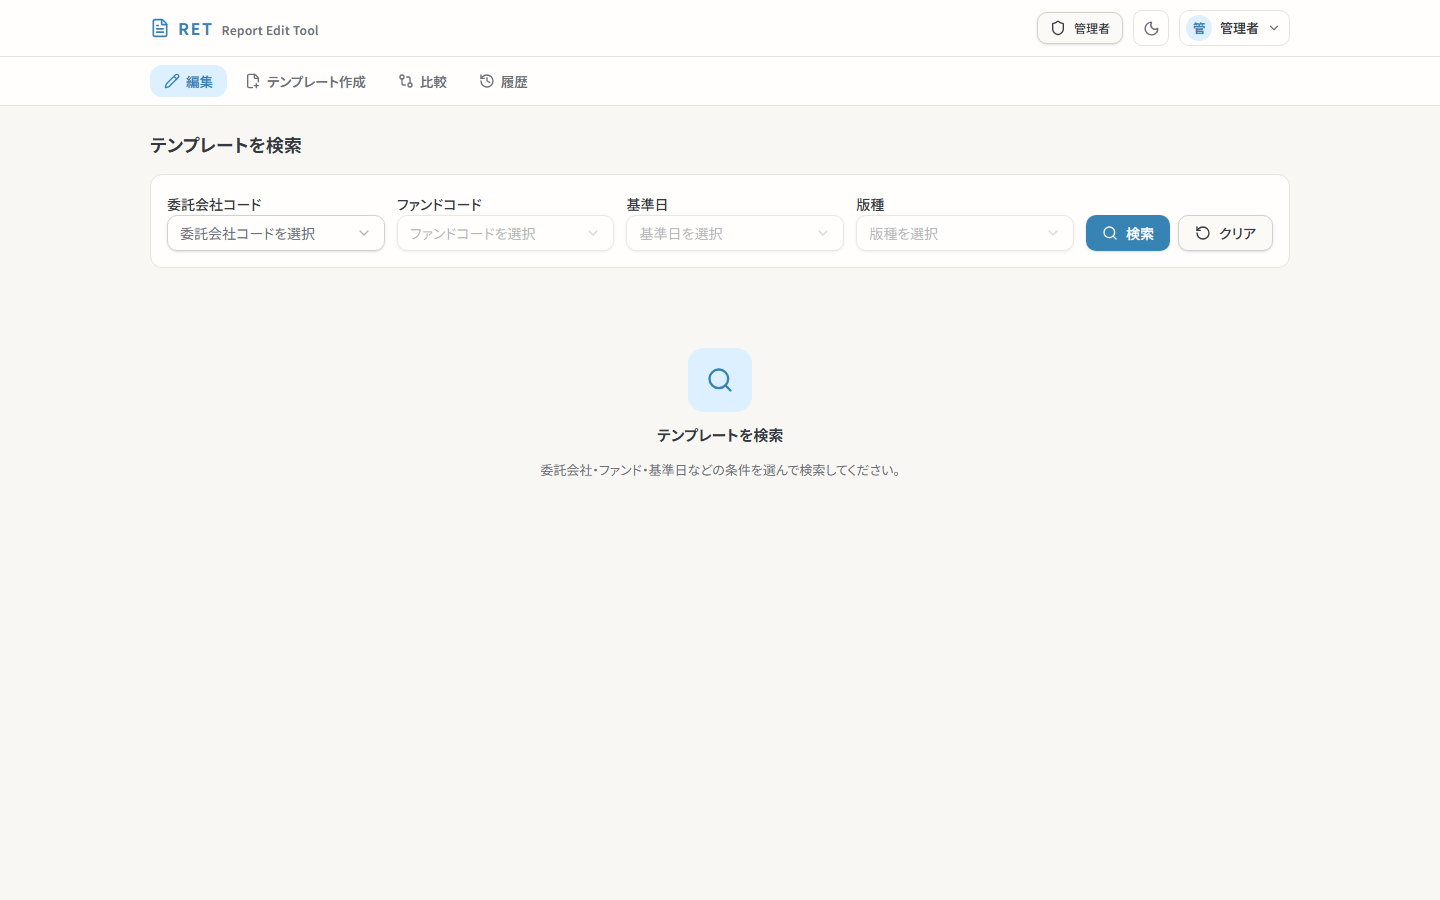 RET Report Edit Tool
管理者
管 管理者
編集 テンプレート作成 比較 履歴
テンプレートを検索
委託会社コード ファンドコード 基準日 版種
委託会社コードを選択 ファンドコードを選択 基準日を選択 版種を選択 検索 クリア
テンプレートを検索
委託会社・ファンド・基準日などの条件を選んで検索してください。